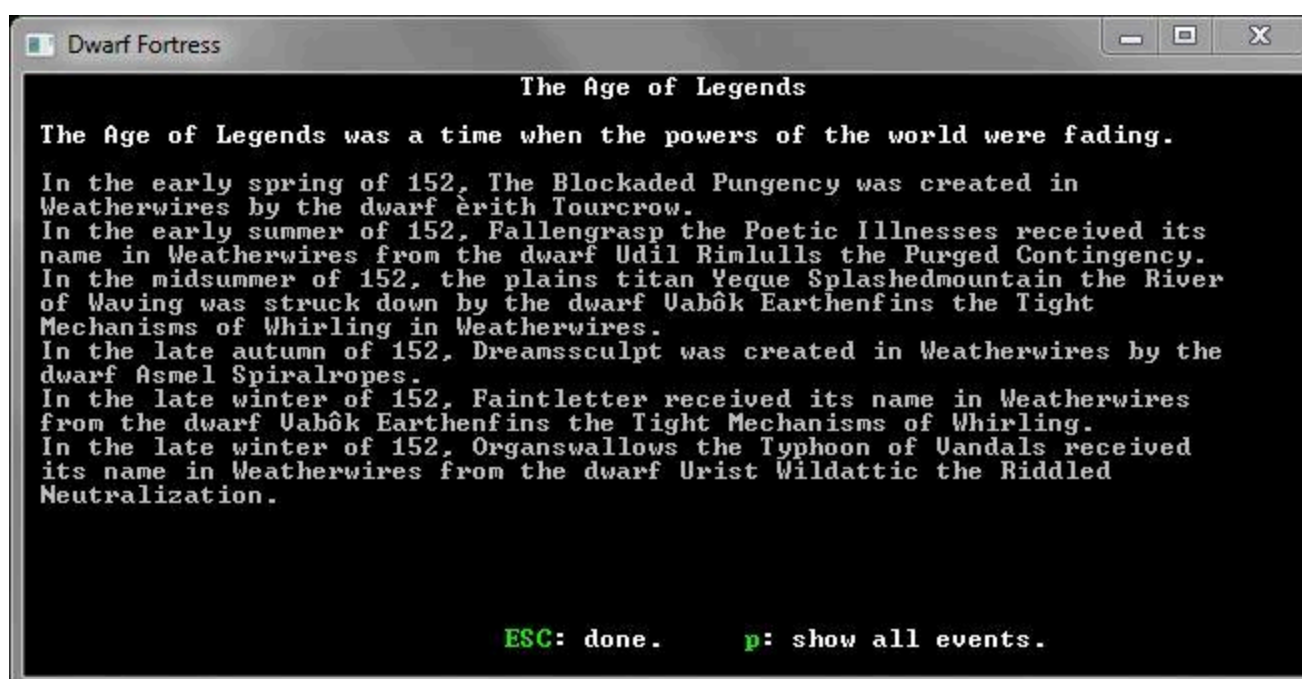 Dwarf Fortress
The Age of Legends
The Age of Legends was a time when the powers of the world were fading.
In the early spring of 152, The Blockaded Pungency was created in
Weatherwires by the dwarf èrith Tourcrow.
In the early summer of 152, Fallengrasp the Poetic Illnesses received its
name in Weatherwires from the dwarf Udil Rimlulls the Purged Contingency.
In the midsummer of 152, the plains titan Yeque Splashedmountain the River
of Waving was struck down by the dwarf Vabôk Earthenfins the Tight
Mechanisms of Whirling in Weatherwires.
In the late autumn of 152, Dreamssculpt was created in Weatherwires by the
dwarf Asmel Spiralropes.
In the late winter of 152, Faintletter received its name in Weatherwires
from the dwarf Vabôk Earthenfins the Tight Mechanisms of Whirling.
In the late winter of 152, Organswallows the Typhoon of Vandals received
its name in Weatherwires from the dwarf Urist Wildattic the Riddled
Neutralization.
ESC: done. p: show all events.